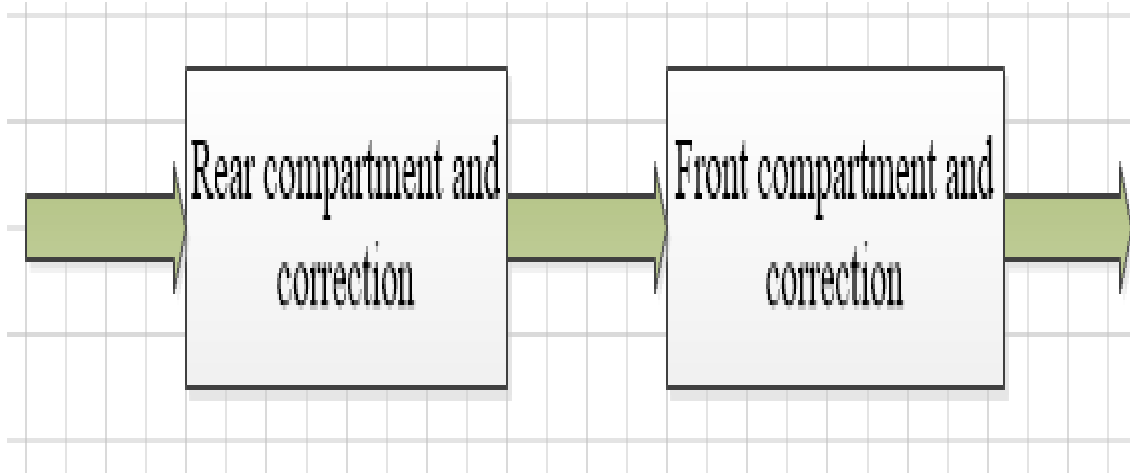 Rear compartment and
correction
Front compartment and
correction